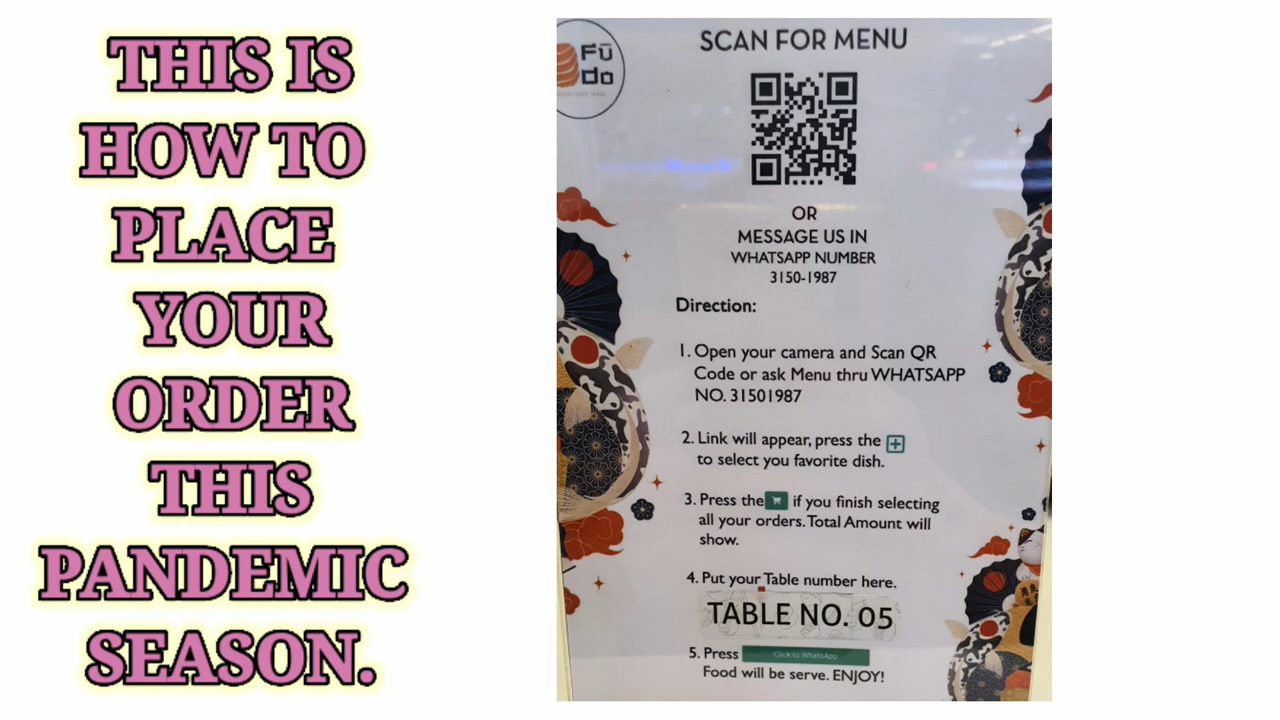 THIS IS
HOW TO
PLACE
YOUR
ORDER
THIS
PANDEMIC
SEASON.
Fū
do
SCAN FOR MENU
OR
MESSAGE US IN
WHATSAPP NUMBER
3150-1987
Direction:
1. Open your camera and Scan QR
Code or ask Menu thru WHATSAPP
NO. 31501987
2. Link will appear, press the
to select you favorite dish.
3. Press the if you finish selecting
all your orders. Total Amount will
show.
4. Put your Table number here.
TABLE NO. 05
5. Press Click to WhatsApp
Food will be serve. ENJOY!